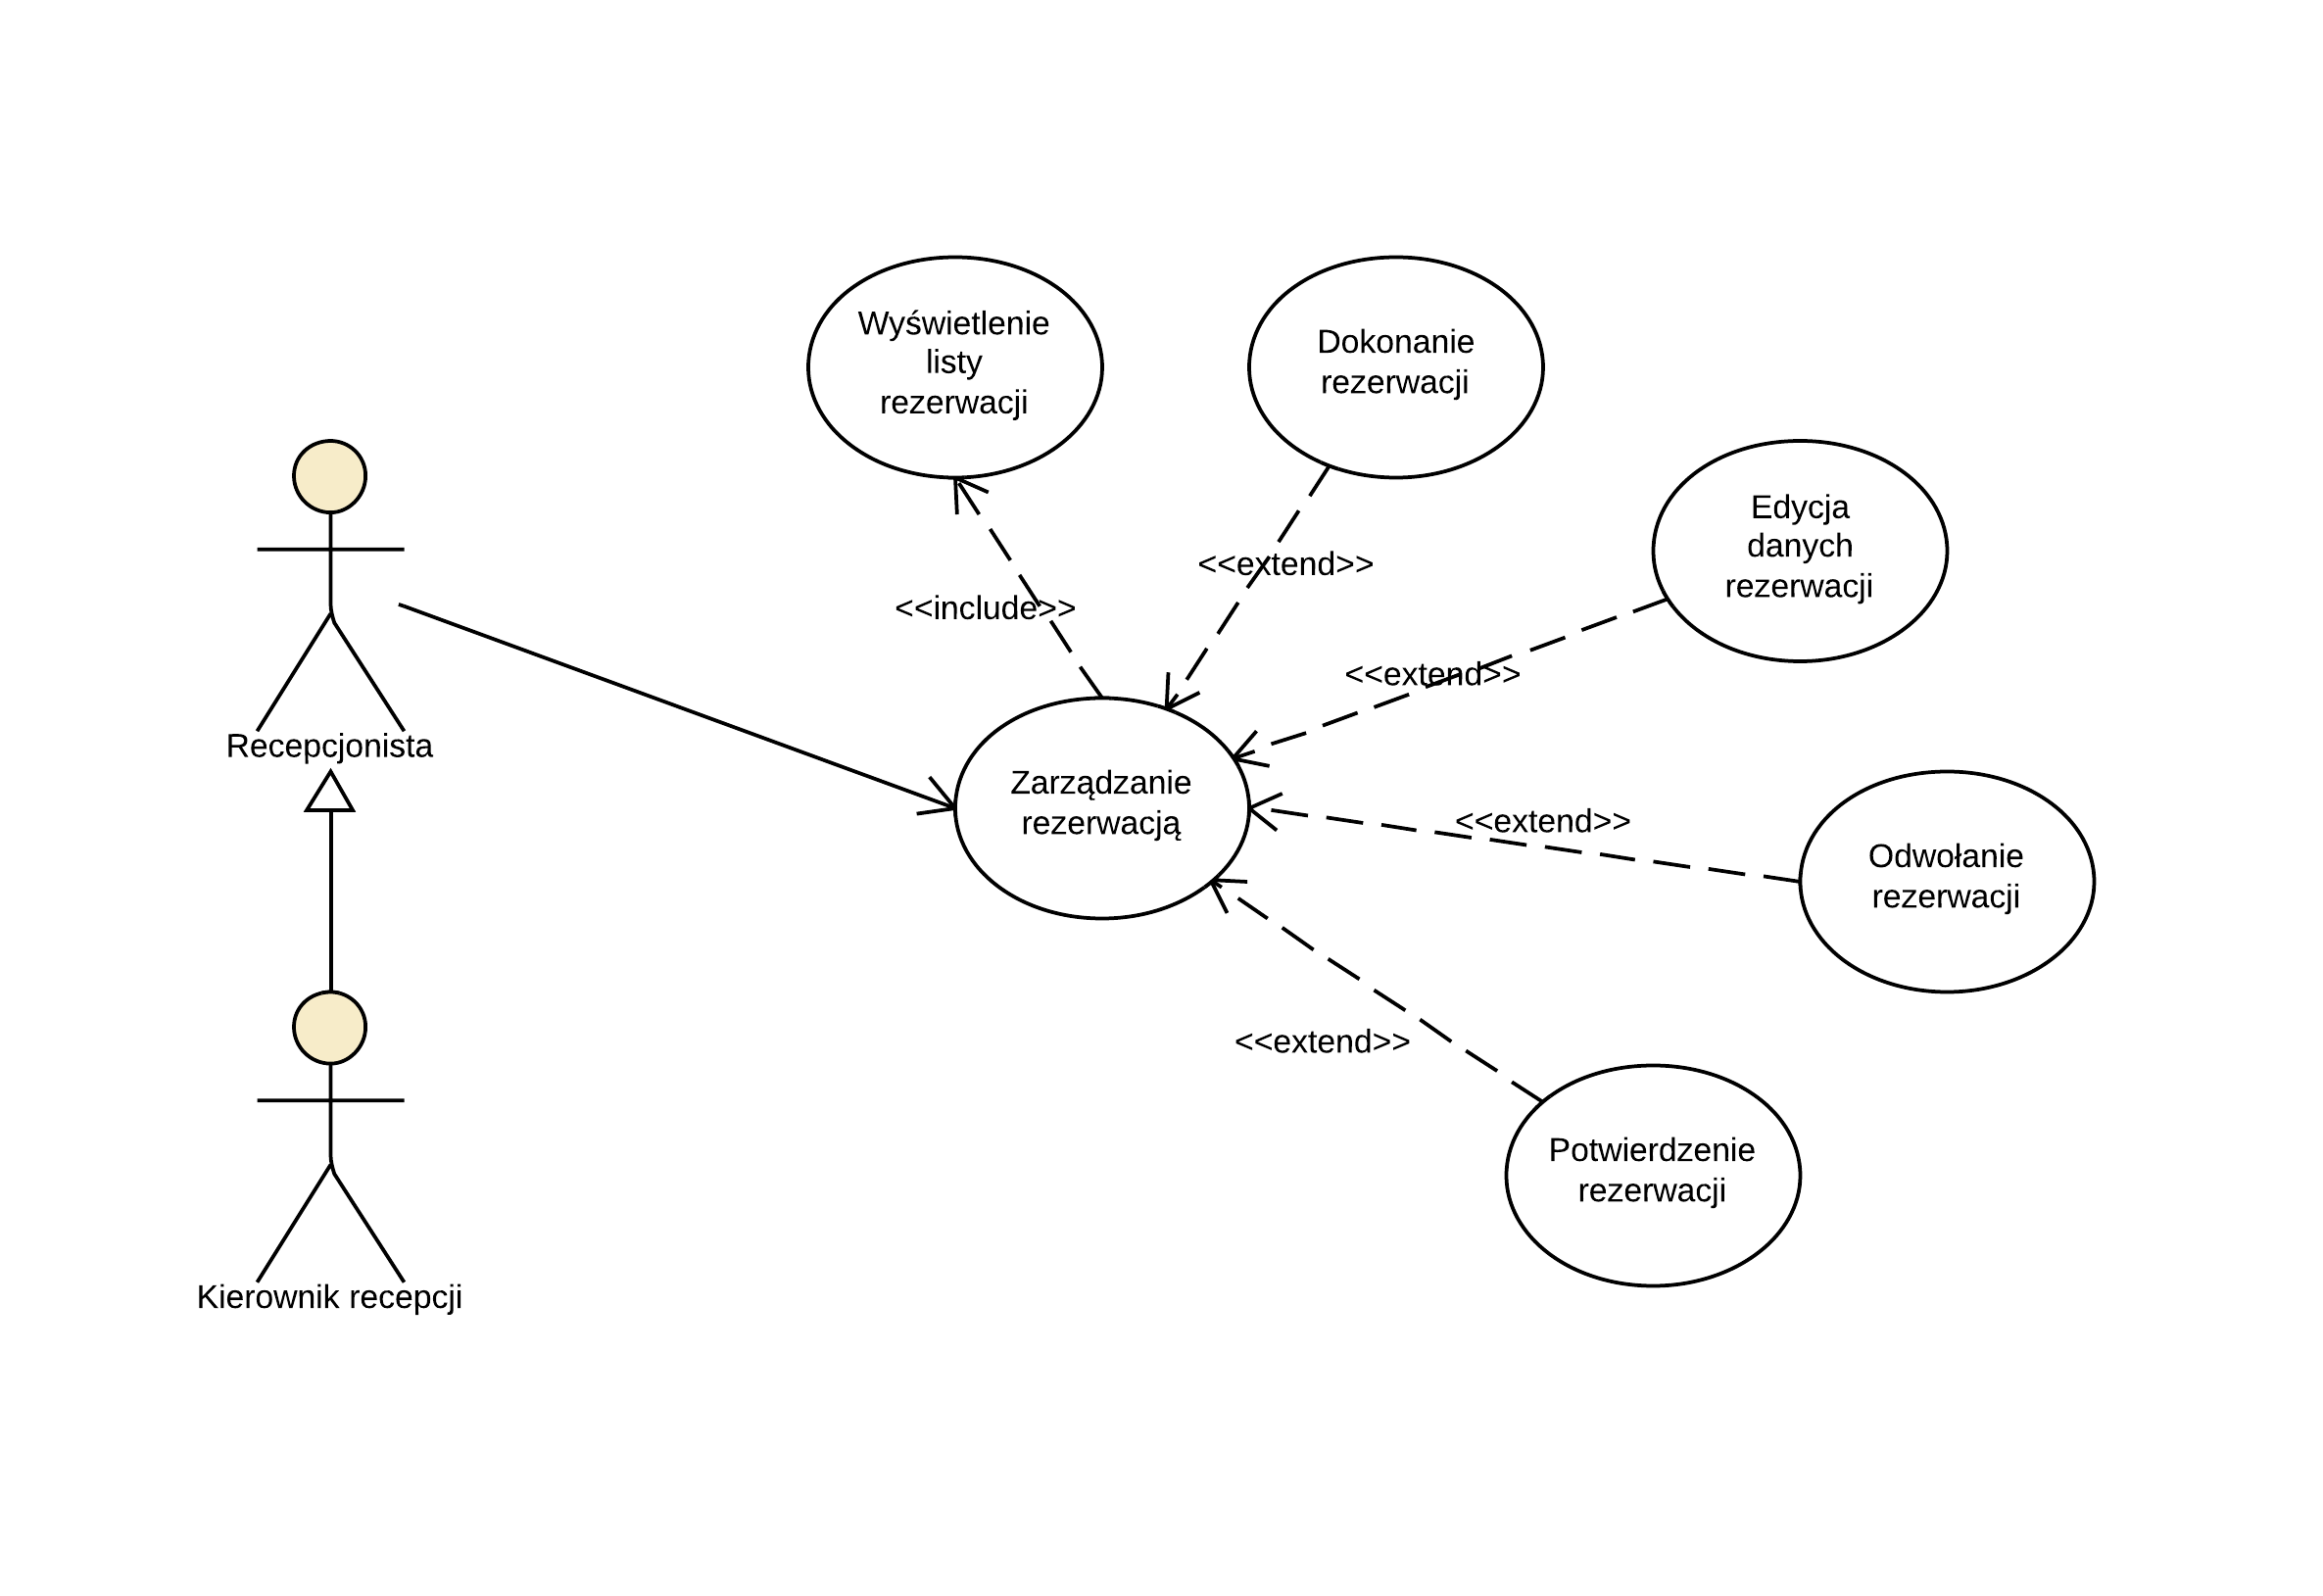 Wyświetlenie
listy
rezerwacji
Dokonanie
rezerwacji
Edycja
danych
rezerwacji
<<extend>>
<<include>>
<<extend>>
Recepcjonista
Zarządzanie
rezerwacją
<<extend>>
Odwołanie
rezerwacji
<<extend>>
Potwierdzenie
rezerwacji
Kierownik recepcji